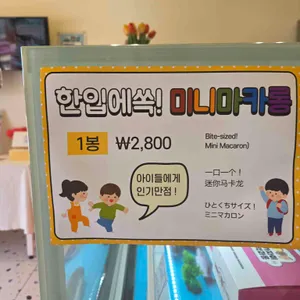 한입에쏙! 미니마카롱
1봉 ₩2,800
Bite-sized!
Mini Macaron)
아이들에게
인기만점!
一口一个！
迷你马卡龙
ひとくちサイズ！
ミニマカロン